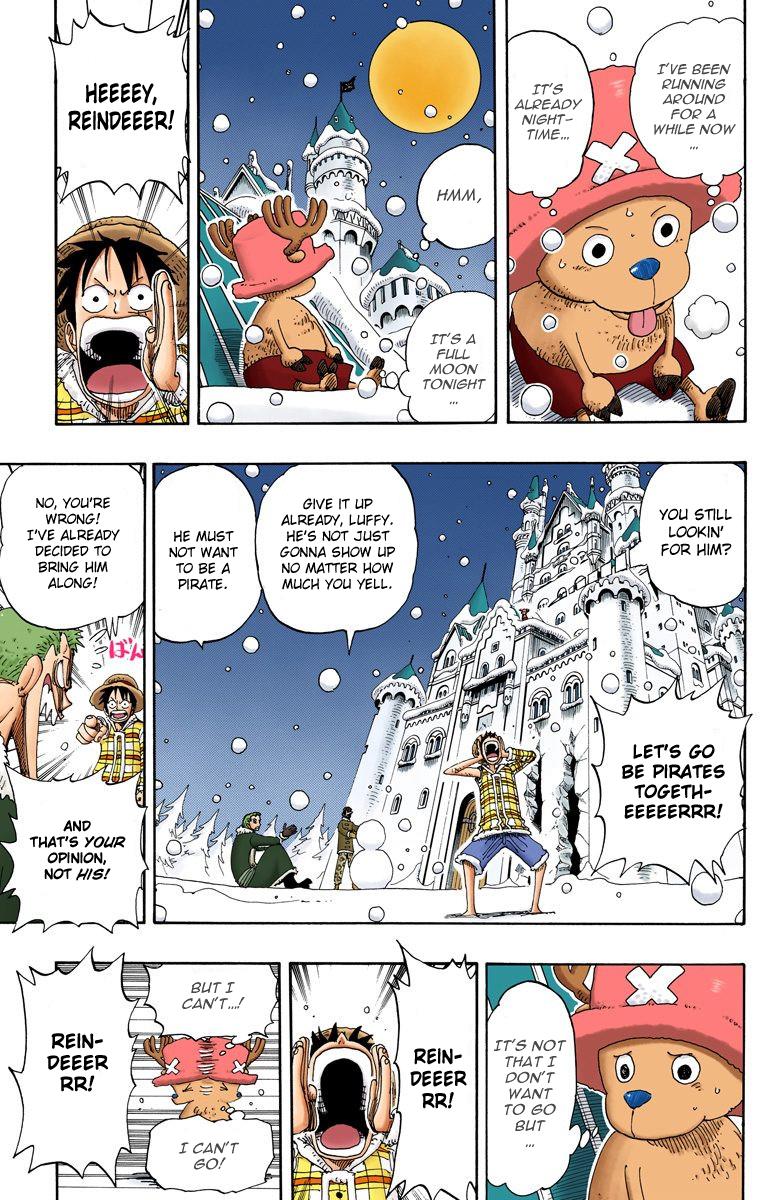 I'VE BEEN
RUNNING
AROUND
FOR A
WHILE NOW
...
IT'S
ALREADY
NIGHT-
TIME...
HMM,
IT'S A
FULL
MOON
TONIGHT
...
HEEEEY,
REINDEEER!
YOU STILL
LOOKIN'
FOR HIM?
LET'S GO
BE PIRATES
TOGETH-
EEEEERRR!
GIVE IT UP
ALREADY, LUFFY.
HE'S NOT JUST
GONNA SHOW UP
NO MATTER HOW
MUCH YOU YELL.
HE MUST
NOT WANT
TO BE A
PIRATE.
NO, YOU'RE
WRONG!
I'VE ALREADY
DECIDED TO
BRING HIM
ALONG!
ばん
AND
THAT'S YOUR
OPINION,
NOT HIS!
IT'S NOT
THAT I
DON'T
WANT
TO GO
BUT
...
REIN-
DEEER
RR!
BUT I
CAN'T...!
I CAN'T
GO!
REIN-
DEEER
RR!